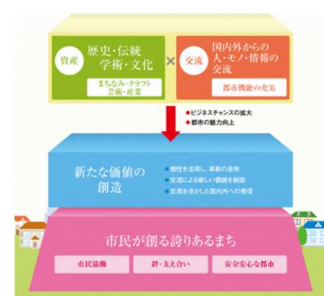 資産
歴史・伝統
学術・文化
まちなみ・クラフト
芸術・産業
×
交流
国内外からの
人・モノ・情報の
交流
都市機能の充実
●ビジネスチャンスの拡大
●都市の魅力向上
新たな価値の
創造
●個性を活用し、革新の息吹
●交流による新しい価値を創造
●交流を活かした国内外への発信
市民が創る誇りあるまち
市民協働
絆・支え合い
安全安心な都市